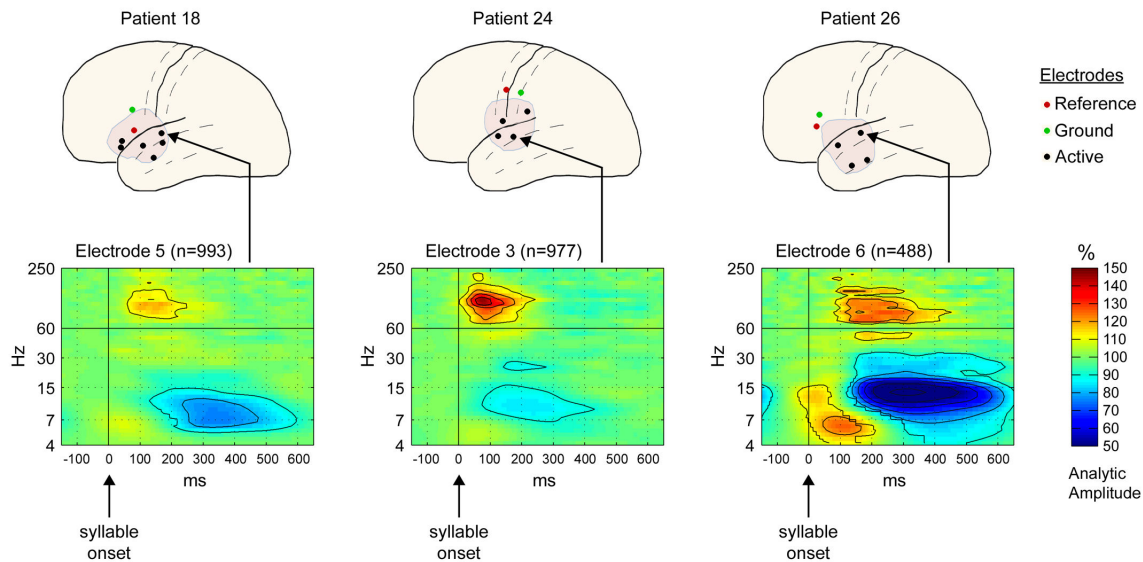 Patient 18
Patient 24
Patient 26
Electrodes
Reference
Ground
Active
Electrode 5 (n=993)
Electrode 3 (n=977)
Electrode 6 (n=488)
%
250
60
30
15
7
4
Hz
-100 0 100 200 300 400 500 600
ms
syllable
onset
250
60
30
15
7
4
Hz
-100 0 100 200 300 400 500 600
ms
syllable
onset
250
60
30
15
7
4
Hz
-100 0 100 200 300 400 500 600
ms
syllable
onset
150
140
130
120
110
100
90
80
70
60
50
Analytic
Amplitude